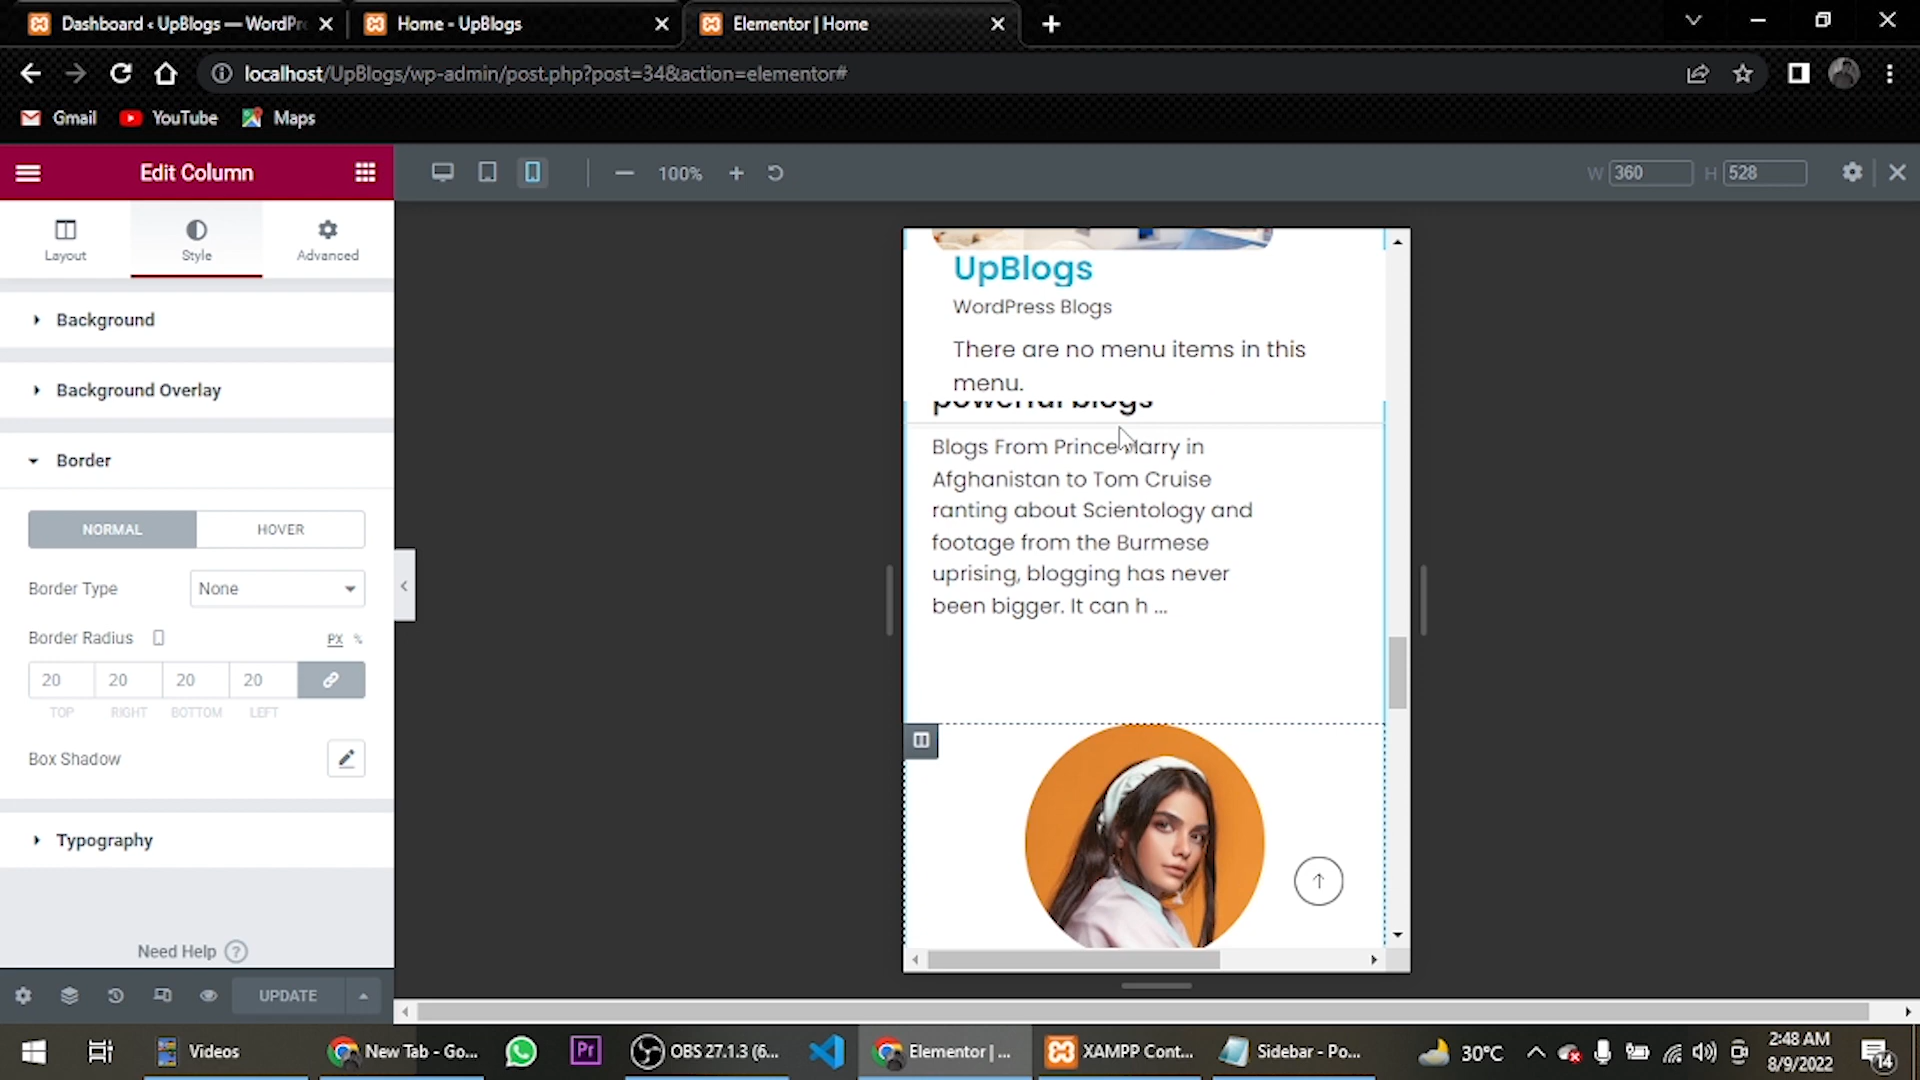 Dashboard ‹ UpBlogs — WordPr
Home - UpBlogs
Elementor | Home
localhost/UpBlogs/wp-admin/post.php?post=34&action=elementor#
Gmail
YouTube
Maps
Edit Column
100%
W 360
H 528
Layout
Style
Advanced
Background
Background Overlay
Border
NORMAL
HOVER
Border Type
None
Border Radius
PX
%
20
20
20
20
TOP
RIGHT
BOTTOM
LEFT
Box Shadow
Typography
Need Help
UPDATE
UpBlogs
WordPress Blogs
There are no menu items in this
menu.
powerful blogs
Blogs From Prince Harry in
Afghanistan to Tom Cruise
ranting about Scientology and
footage from the Burmese
uprising, blogging has never
been bigger. It can h ...
Videos
New Tab - Go...
Pr
OBS 27.1.3 (6...
Elementor | ...
XAMPP Cont...
Sidebar - Po...
30°C
2:48 AM
8/9/2022
14